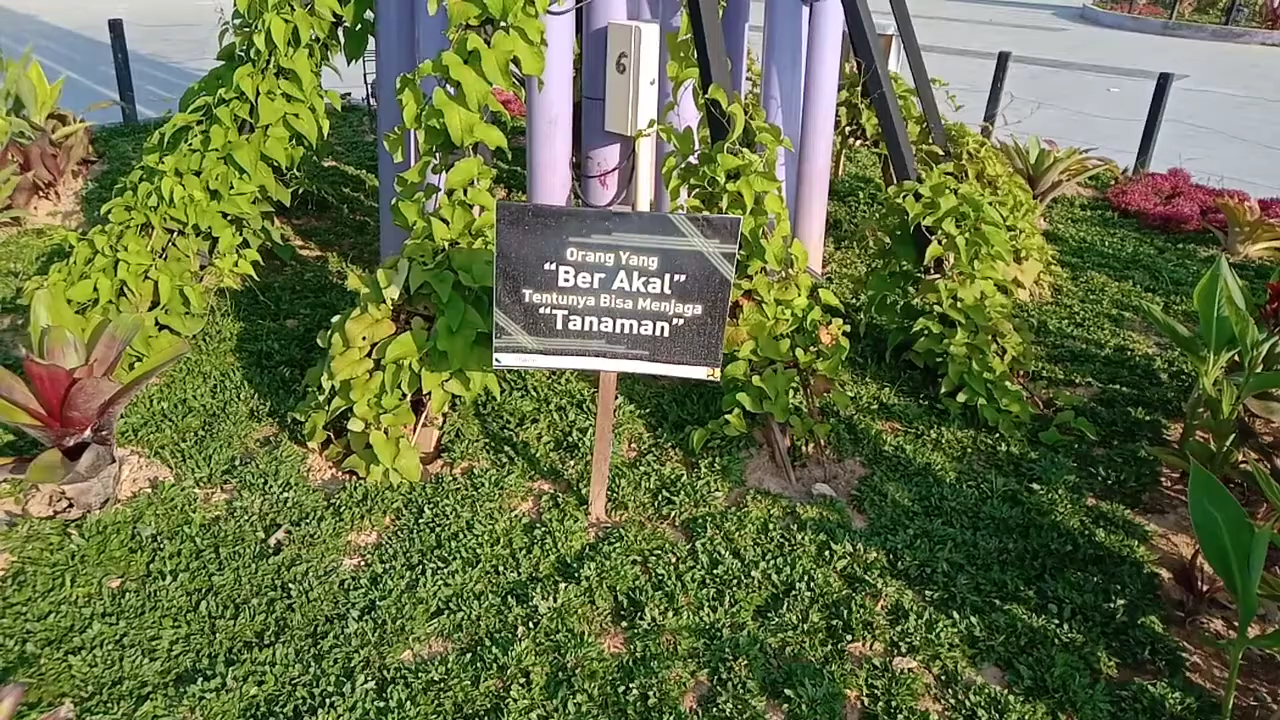 6
Orang Yang
“Ber Akal”
Tentunya Bisa Menjaga
“Tanaman”